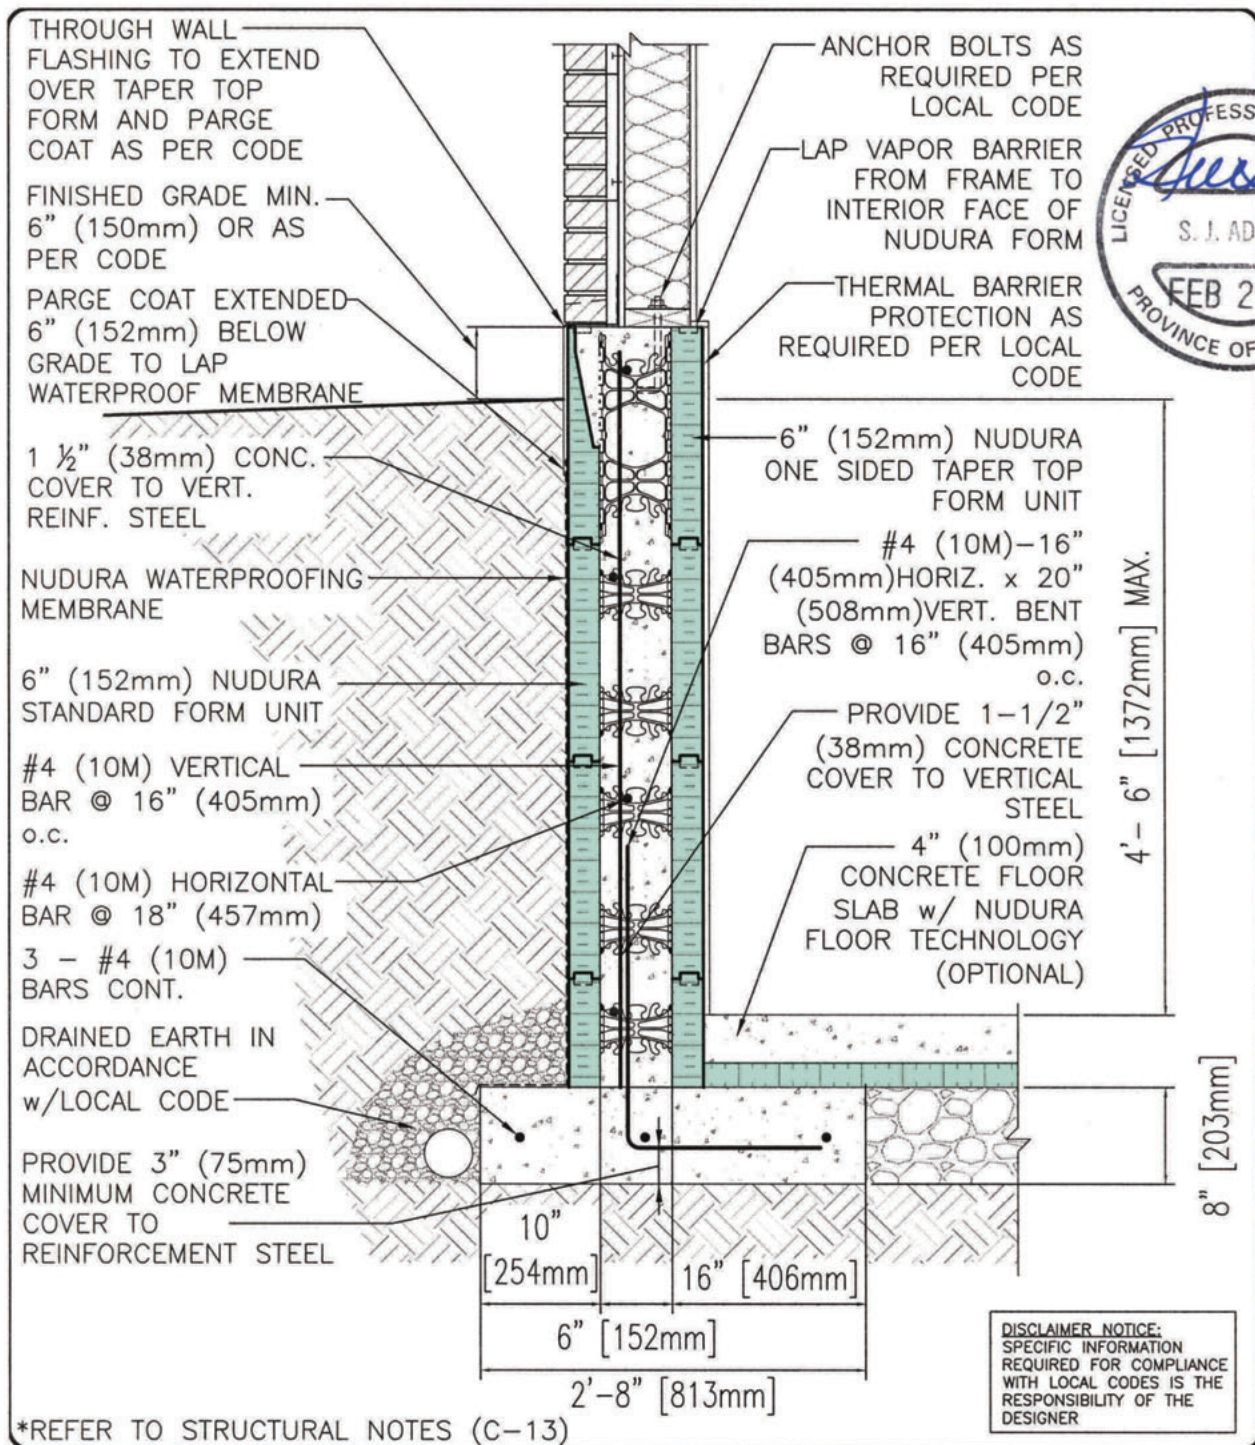 THROUGH WALL
FLASHING TO EXTEND
OVER TAPER TOP
FORM AND PARGE
COAT AS PER CODE
FINISHED GRADE MIN.
6" (150mm) OR AS
PER CODE
PARGE COAT EXTENDED
6" (152mm) BELOW
GRADE TO LAP
WATERPROOF MEMBRANE
1 ½" (38mm) CONC.
COVER TO VERT.
REINF. STEEL
NUDURA WATERPROOFING
MEMBRANE
6" (152mm) NUDURA
STANDARD FORM UNIT
#4 (10M) VERTICAL
BAR @ 16" (405mm)
o.c.
#4 (10M) HORIZONTAL
BAR @ 18" (457mm)
3 - #4 (10M)
BARS CONT.
DRAINED EARTH IN
ACCORDANCE
w/LOCAL CODE
PROVIDE 3" (75mm)
MINIMUM CONCRETE
COVER TO
REINFORCEMENT STEEL
ANCHOR BOLTS AS
REQUIRED PER
LOCAL CODE
LAP VAPOR BARRIER
FROM FRAME TO
INTERIOR FACE OF
NUDURA FORM
THERMAL BARRIER
PROTECTION AS
REQUIRED PER LOCAL
CODE
6" (152mm) NUDURA
ONE SIDED TAPER TOP
FORM UNIT
#4 (10M)-16"
(405mm)HORIZ. x 20"
(508mm)VERT. BENT
BARS @ 16" (405mm)
o.c.
PROVIDE 1-1/2"
(38mm) CONCRETE
COVER TO VERTICAL
STEEL
4" (100mm)
CONCRETE FLOOR
SLAB w/ NUDURA
FLOOR TECHNOLOGY
(OPTIONAL)
LICENSED PROFESS
S. J. AD
FEB 2
PROVINCE OF
4'- 6" [1372mm] MAX.
8" [203mm]
10"
[254mm]
16" [406mm]
6" [152mm]
2'-8" [813mm]
DISCLAIMER NOTICE:
SPECIFIC INFORMATION
REQUIRED FOR COMPLIANCE
WITH LOCAL CODES IS THE
RESPONSIBILITY OF THE
DESIGNER
*REFER TO STRUCTURAL NOTES (C-13)